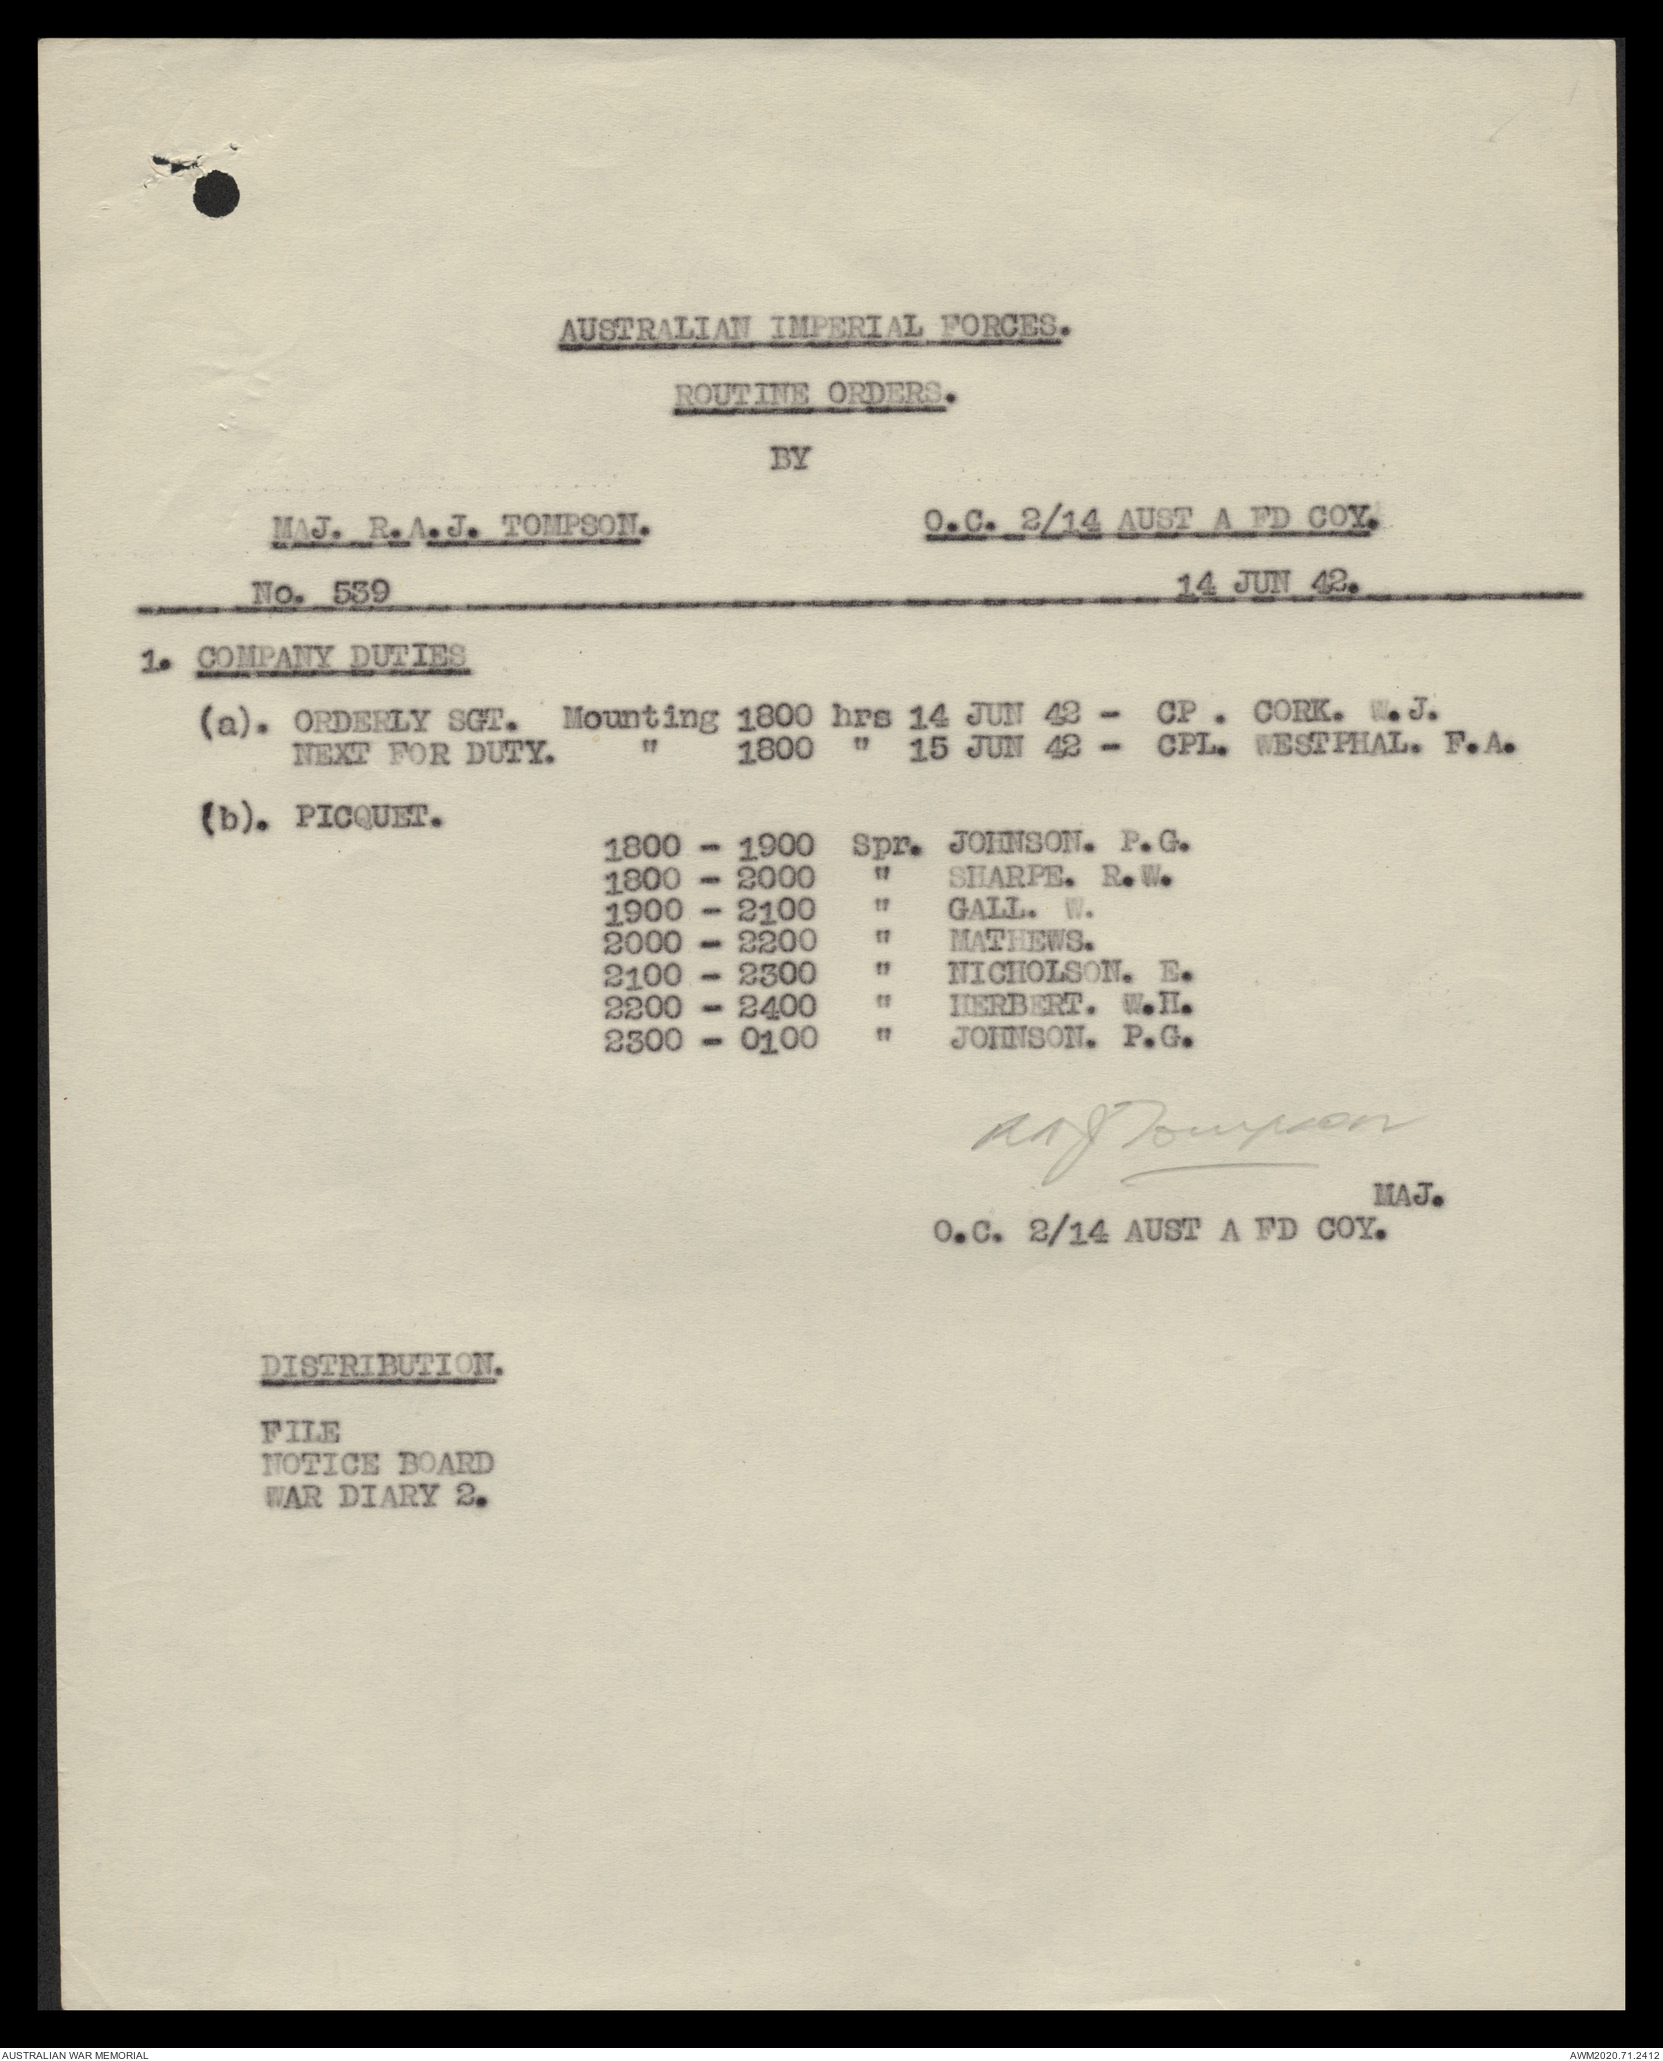 AUSTRALIAN IMPERIAL FORCES.
ROUTINE ORDERS.
BY
MAJ. R.A.J. TOMPSON. O.C. 2/14 AUST A FD COY.
No. 539 14 JUN 42.
1. COMPANY DUTIES
(a). ORDERLY SGT. Mounting 1800 hrs 14 JUN 42 - CP . CORK. W.J.
NEXT FOR DUTY. " 1800 " 15 JUN 42 - CPL. WESTPHAL. F.A.
(b). PICQUET.
1800 - 1900 Spr. JOHNSON. P.G.
1800 - 2000 " SHARPE. R.W.
1900 - 2100 " GALL. W.
2000 - 2200 " MATHEWS.
2100 - 2300 " NICHOLSON. E.
2200 - 2400 " HERBERT. W.H.
2300 - 0100 " JOHNSON. P.G.
RAJ Tompson
MAJ.
O.C. 2/14 AUST A FD COY.
DISTRIBUTION.
FILE
NOTICE BOARD
WAR DIARY 2.
AUSTRALIAN WAR MEMORIAL AWM2020.71.2412